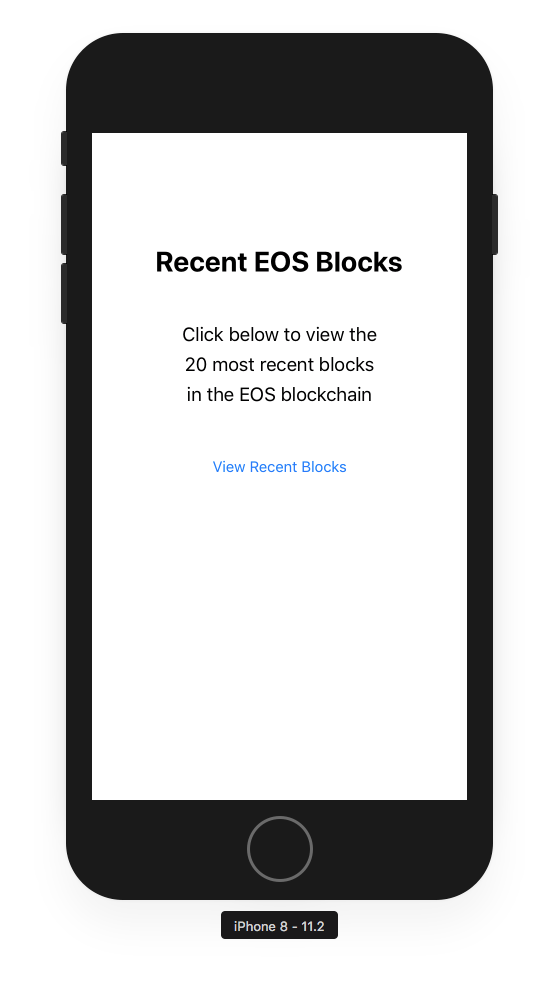 Recent EOS Blocks
Click below to view the
20 most recent blocks
in the EOS blockchain
View Recent Blocks
iPhone 8 - 11.2